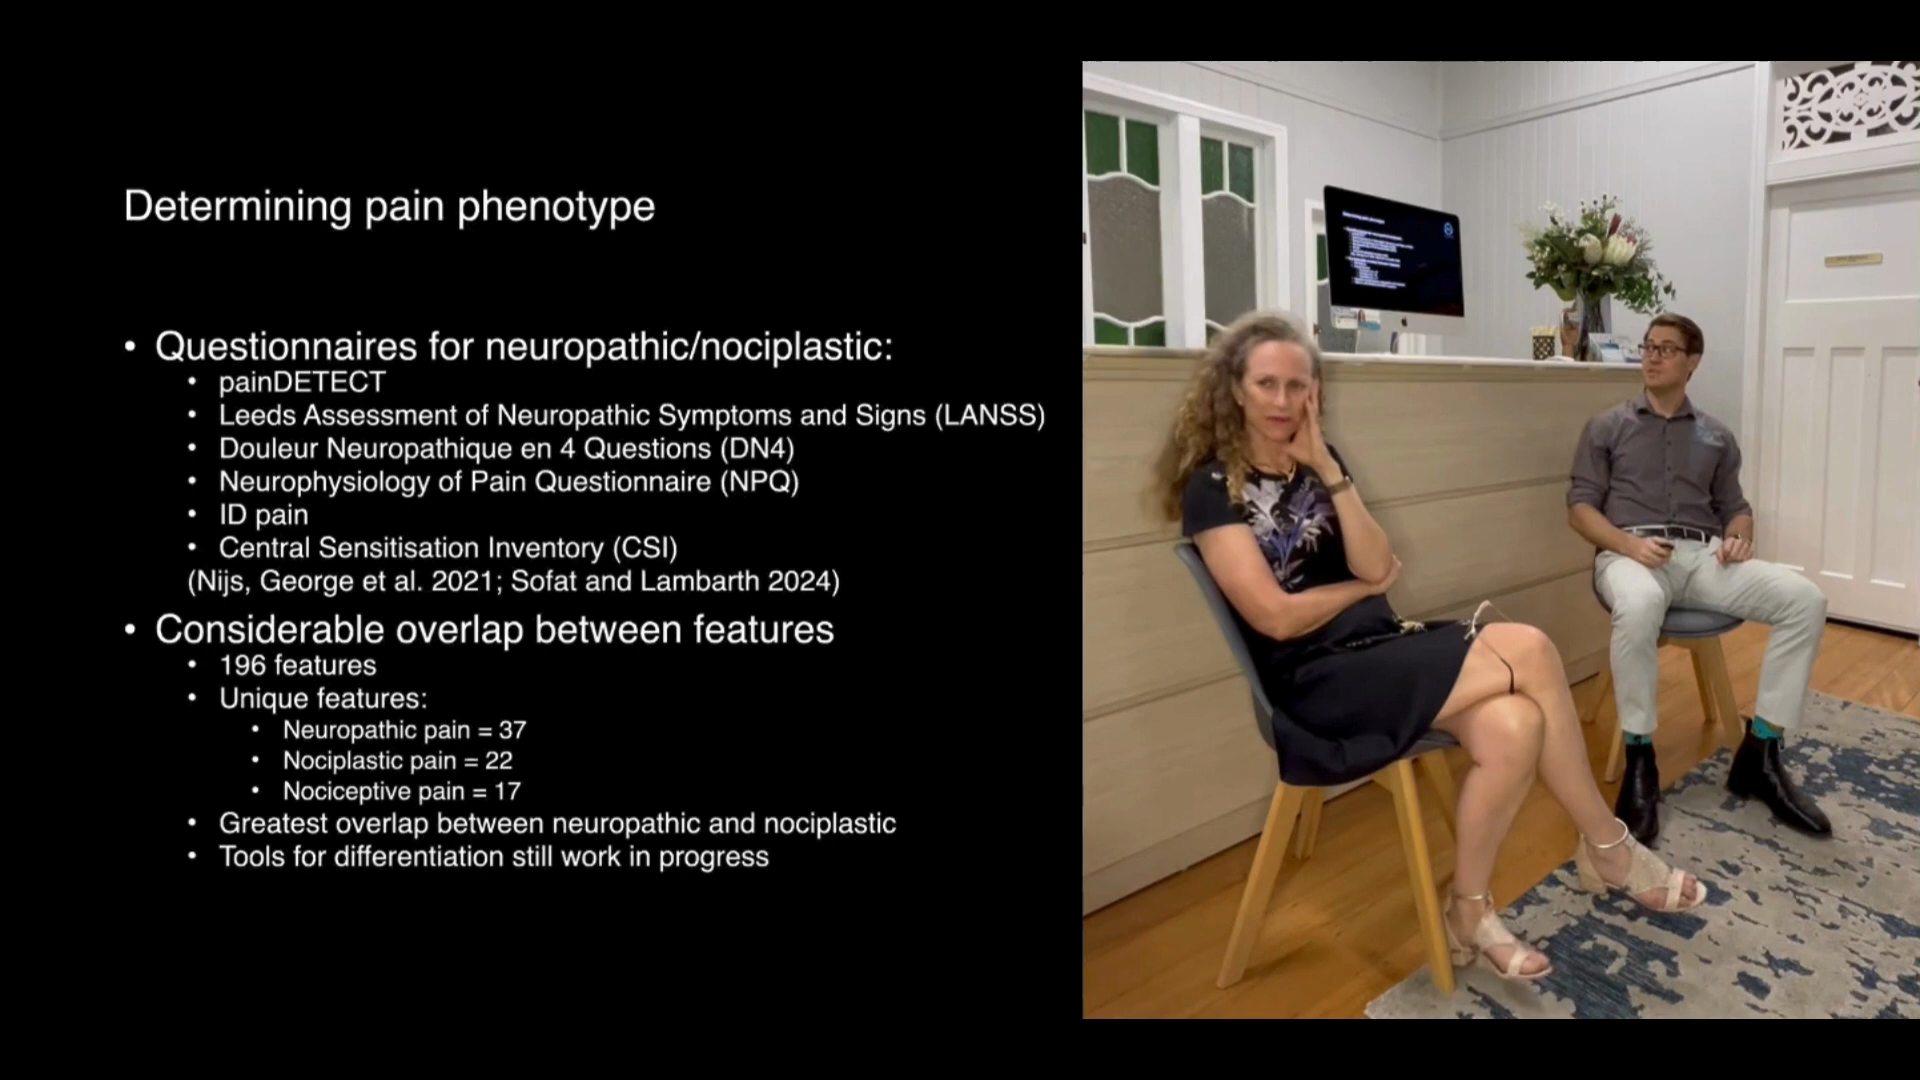 Determining pain phenotype
• Questionnaires for neuropathic/nociplastic:
• painDETECT
• Leeds Assessment of Neuropathic Symptoms and Signs (LANSS)
• Douleur Neuropathique en 4 Questions (DN4)
• Neurophysiology of Pain Questionnaire (NPQ)
• ID pain
• Central Sensitisation Inventory (CSI)
(Nijs, George et al. 2021; Sofat and Lambarth 2024)
• Considerable overlap between features
• 196 features
• Unique features:
• Neuropathic pain = 37
• Nociplastic pain = 22
• Nociceptive pain = 17
• Greatest overlap between neuropathic and nociplastic
• Tools for differentiation still work in progress